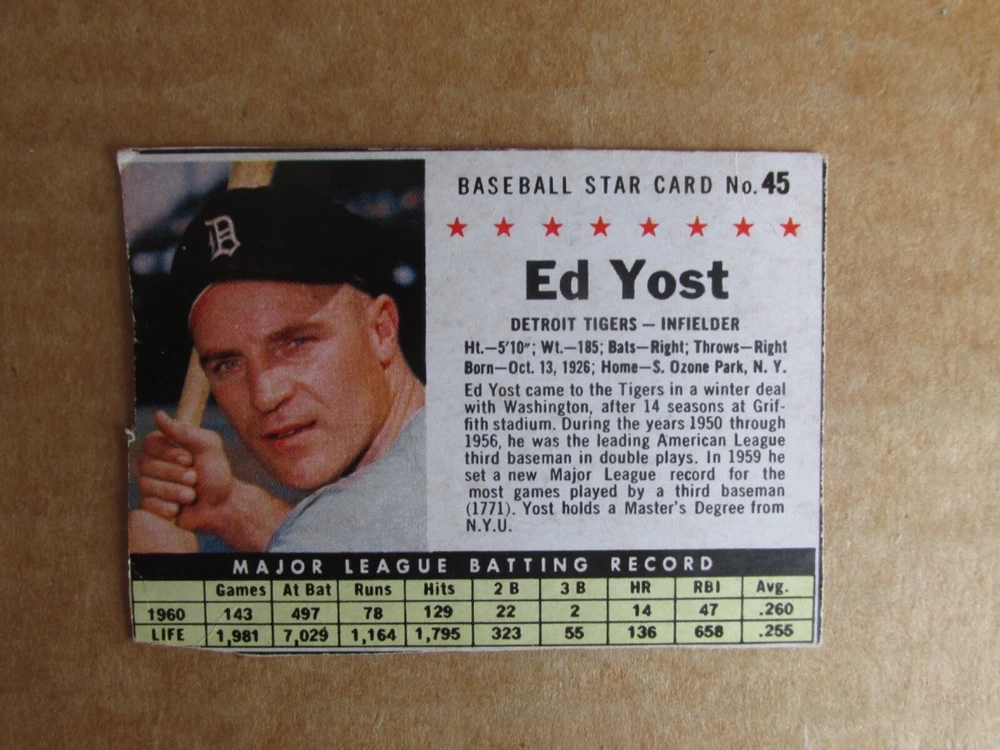 D
BASEBALL STAR CARD No. 45
Ed Yost
DETROIT TIGERS — INFIELDER
Ht.—5'10"; Wt.—185; Bats—Right; Throws—Right
Born—Oct. 13, 1926; Home—S. Ozone Park, N. Y.
Ed Yost came to the Tigers in a winter deal
with Washington, after 14 seasons at Grif-
fith stadium. During the years 1950 through
1956, he was the leading American League
third baseman in double plays. In 1959 he
set a new Major League record for the
most games played by a third baseman
(1771). Yost holds a Master's Degree from
N.Y.U.
MAJOR LEAGUE BATTING RECORD
Games At Bat Runs Hits 2 B 3 B HR RBI Avg.
1960 143 497 78 129 22 2 14 47 .260
LIFE 1,981 7,029 1,164 1,795 323 55 136 658 .255